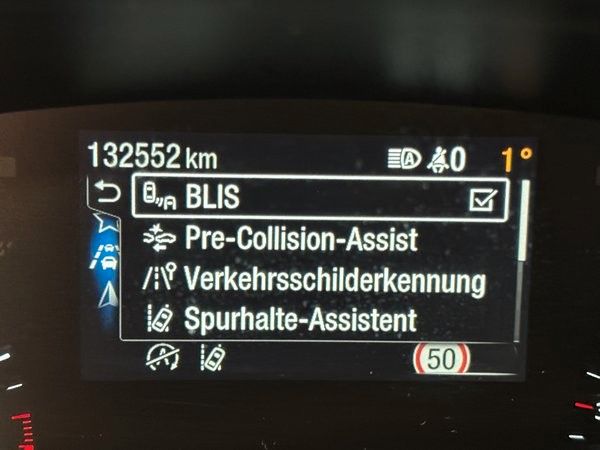 132552 km A 0 1°
BLIS
Pre-Collision-Assist
Verkehrsschilderkennung
Spurhalte-Assistent
A 50